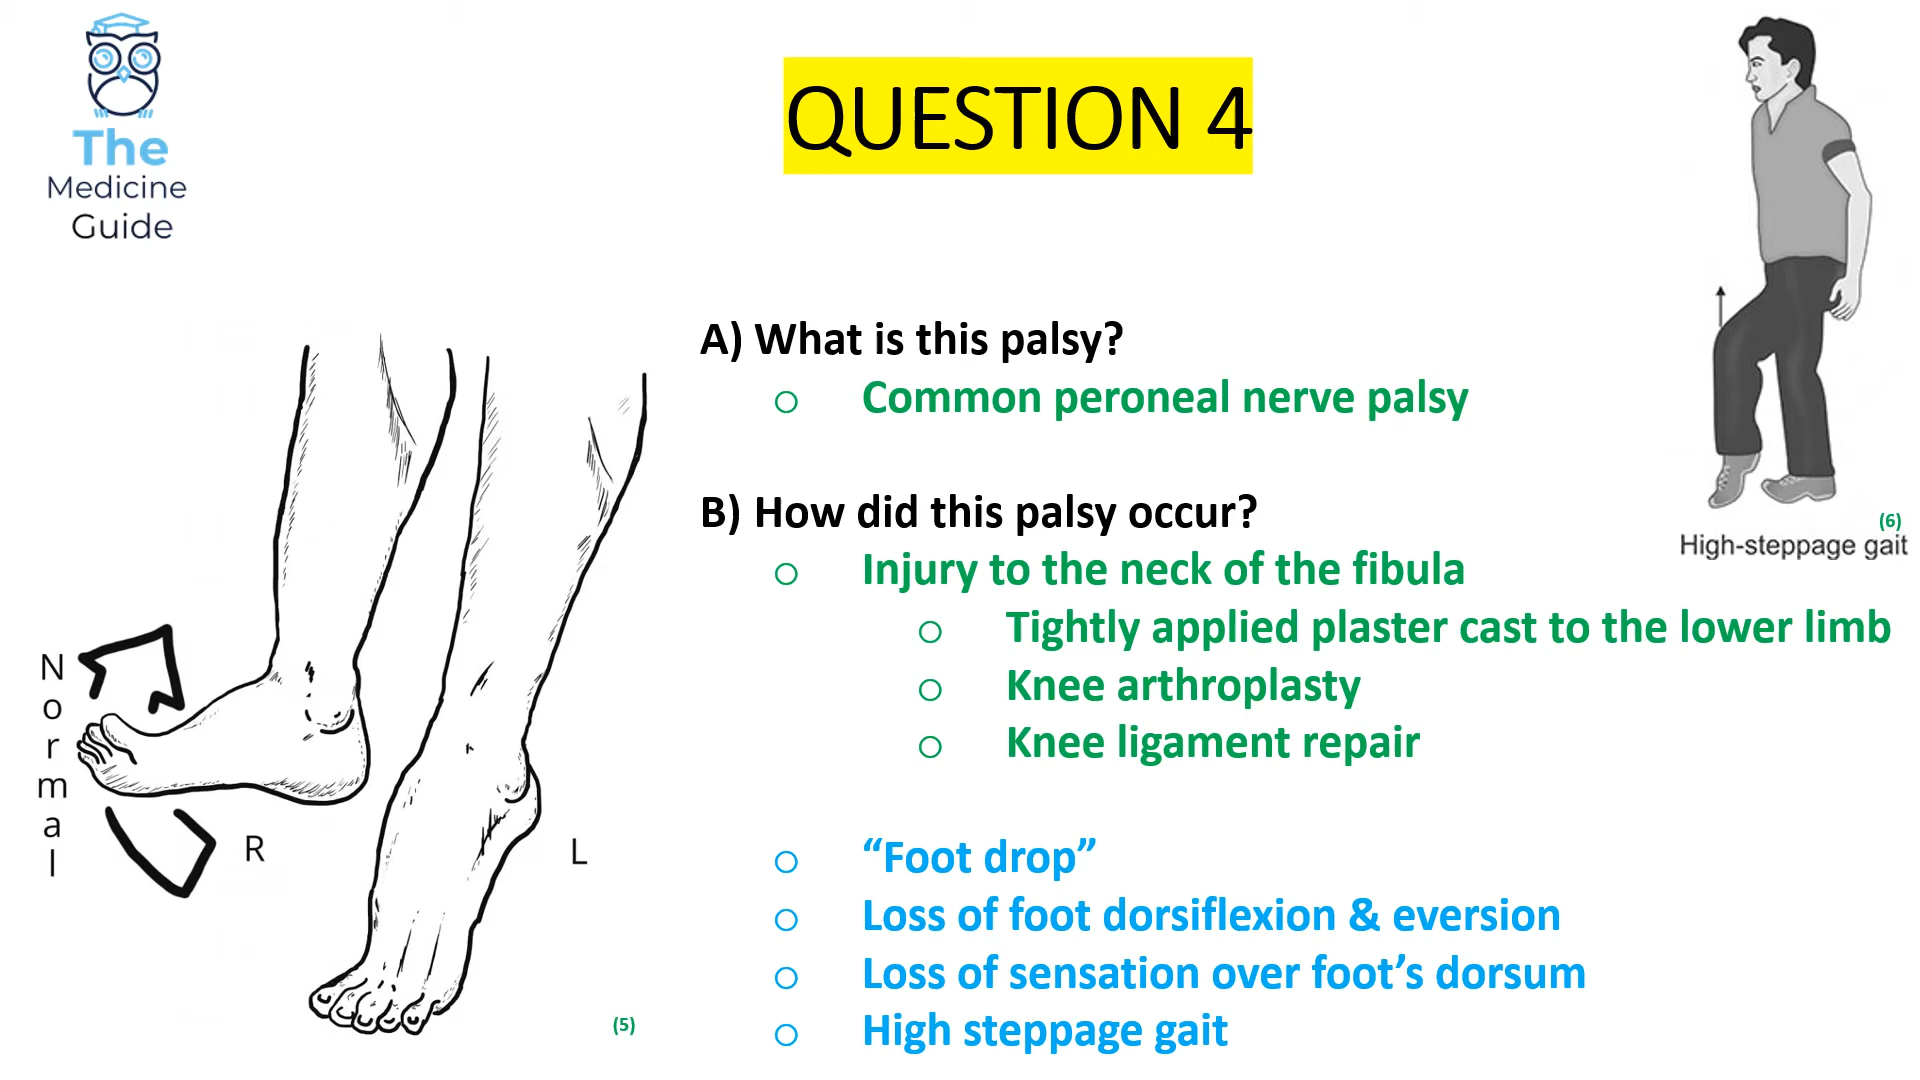 The
Medicine
Guide
QUESTION 4
A) What is this palsy?
o Common peroneal nerve palsy
B) How did this palsy occur?
o Injury to the neck of the fibula
o Tightly applied plaster cast to the lower limb
o Knee arthroplasty
o Knee ligament repair
o “Foot drop”
o Loss of foot dorsiflexion & eversion
o Loss of sensation over foot’s dorsum
o High steppage gait
Normal
R
L
(5)
(6)
High-steppage gait